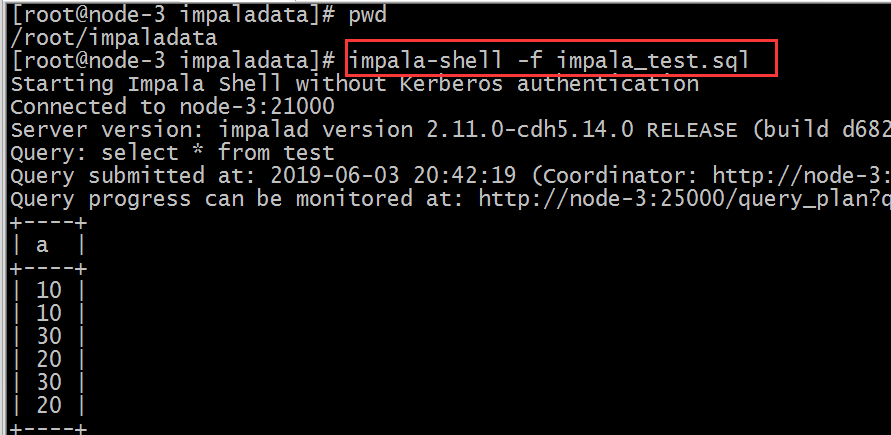 [root@node-3 impaladata]# pwd
/root/impaladata
[root@node-3 impaladata]# impala-shell -f impala_test.sql
Starting Impala Shell without Kerberos authentication
Connected to node-3:21000
Server version: impalad version 2.11.0-cdh5.14.0 RELEASE (build d682
Query: select * from test
Query submitted at: 2019-06-03 20:42:19 (Coordinator: http://node-3:
Query progress can be monitored at: http://node-3:25000/query_plan?q
+----+
| a  |
+----+
| 10 |
| 10 |
| 30 |
| 20 |
| 30 |
| 20 |
+----+